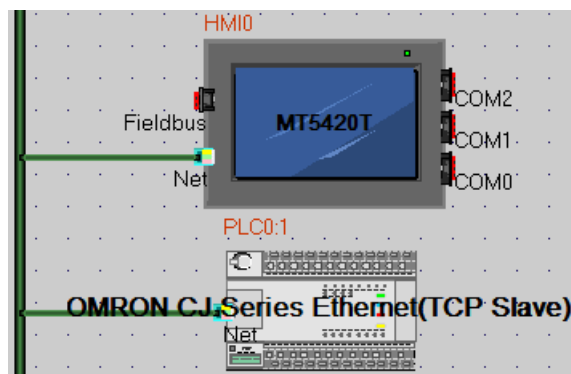 HMI0
COM2
Fieldbus
MT5420T
COM1
Net
COM0
PLC0:1
OMRON CJ Series Ethernet(TCP Slave)
Net